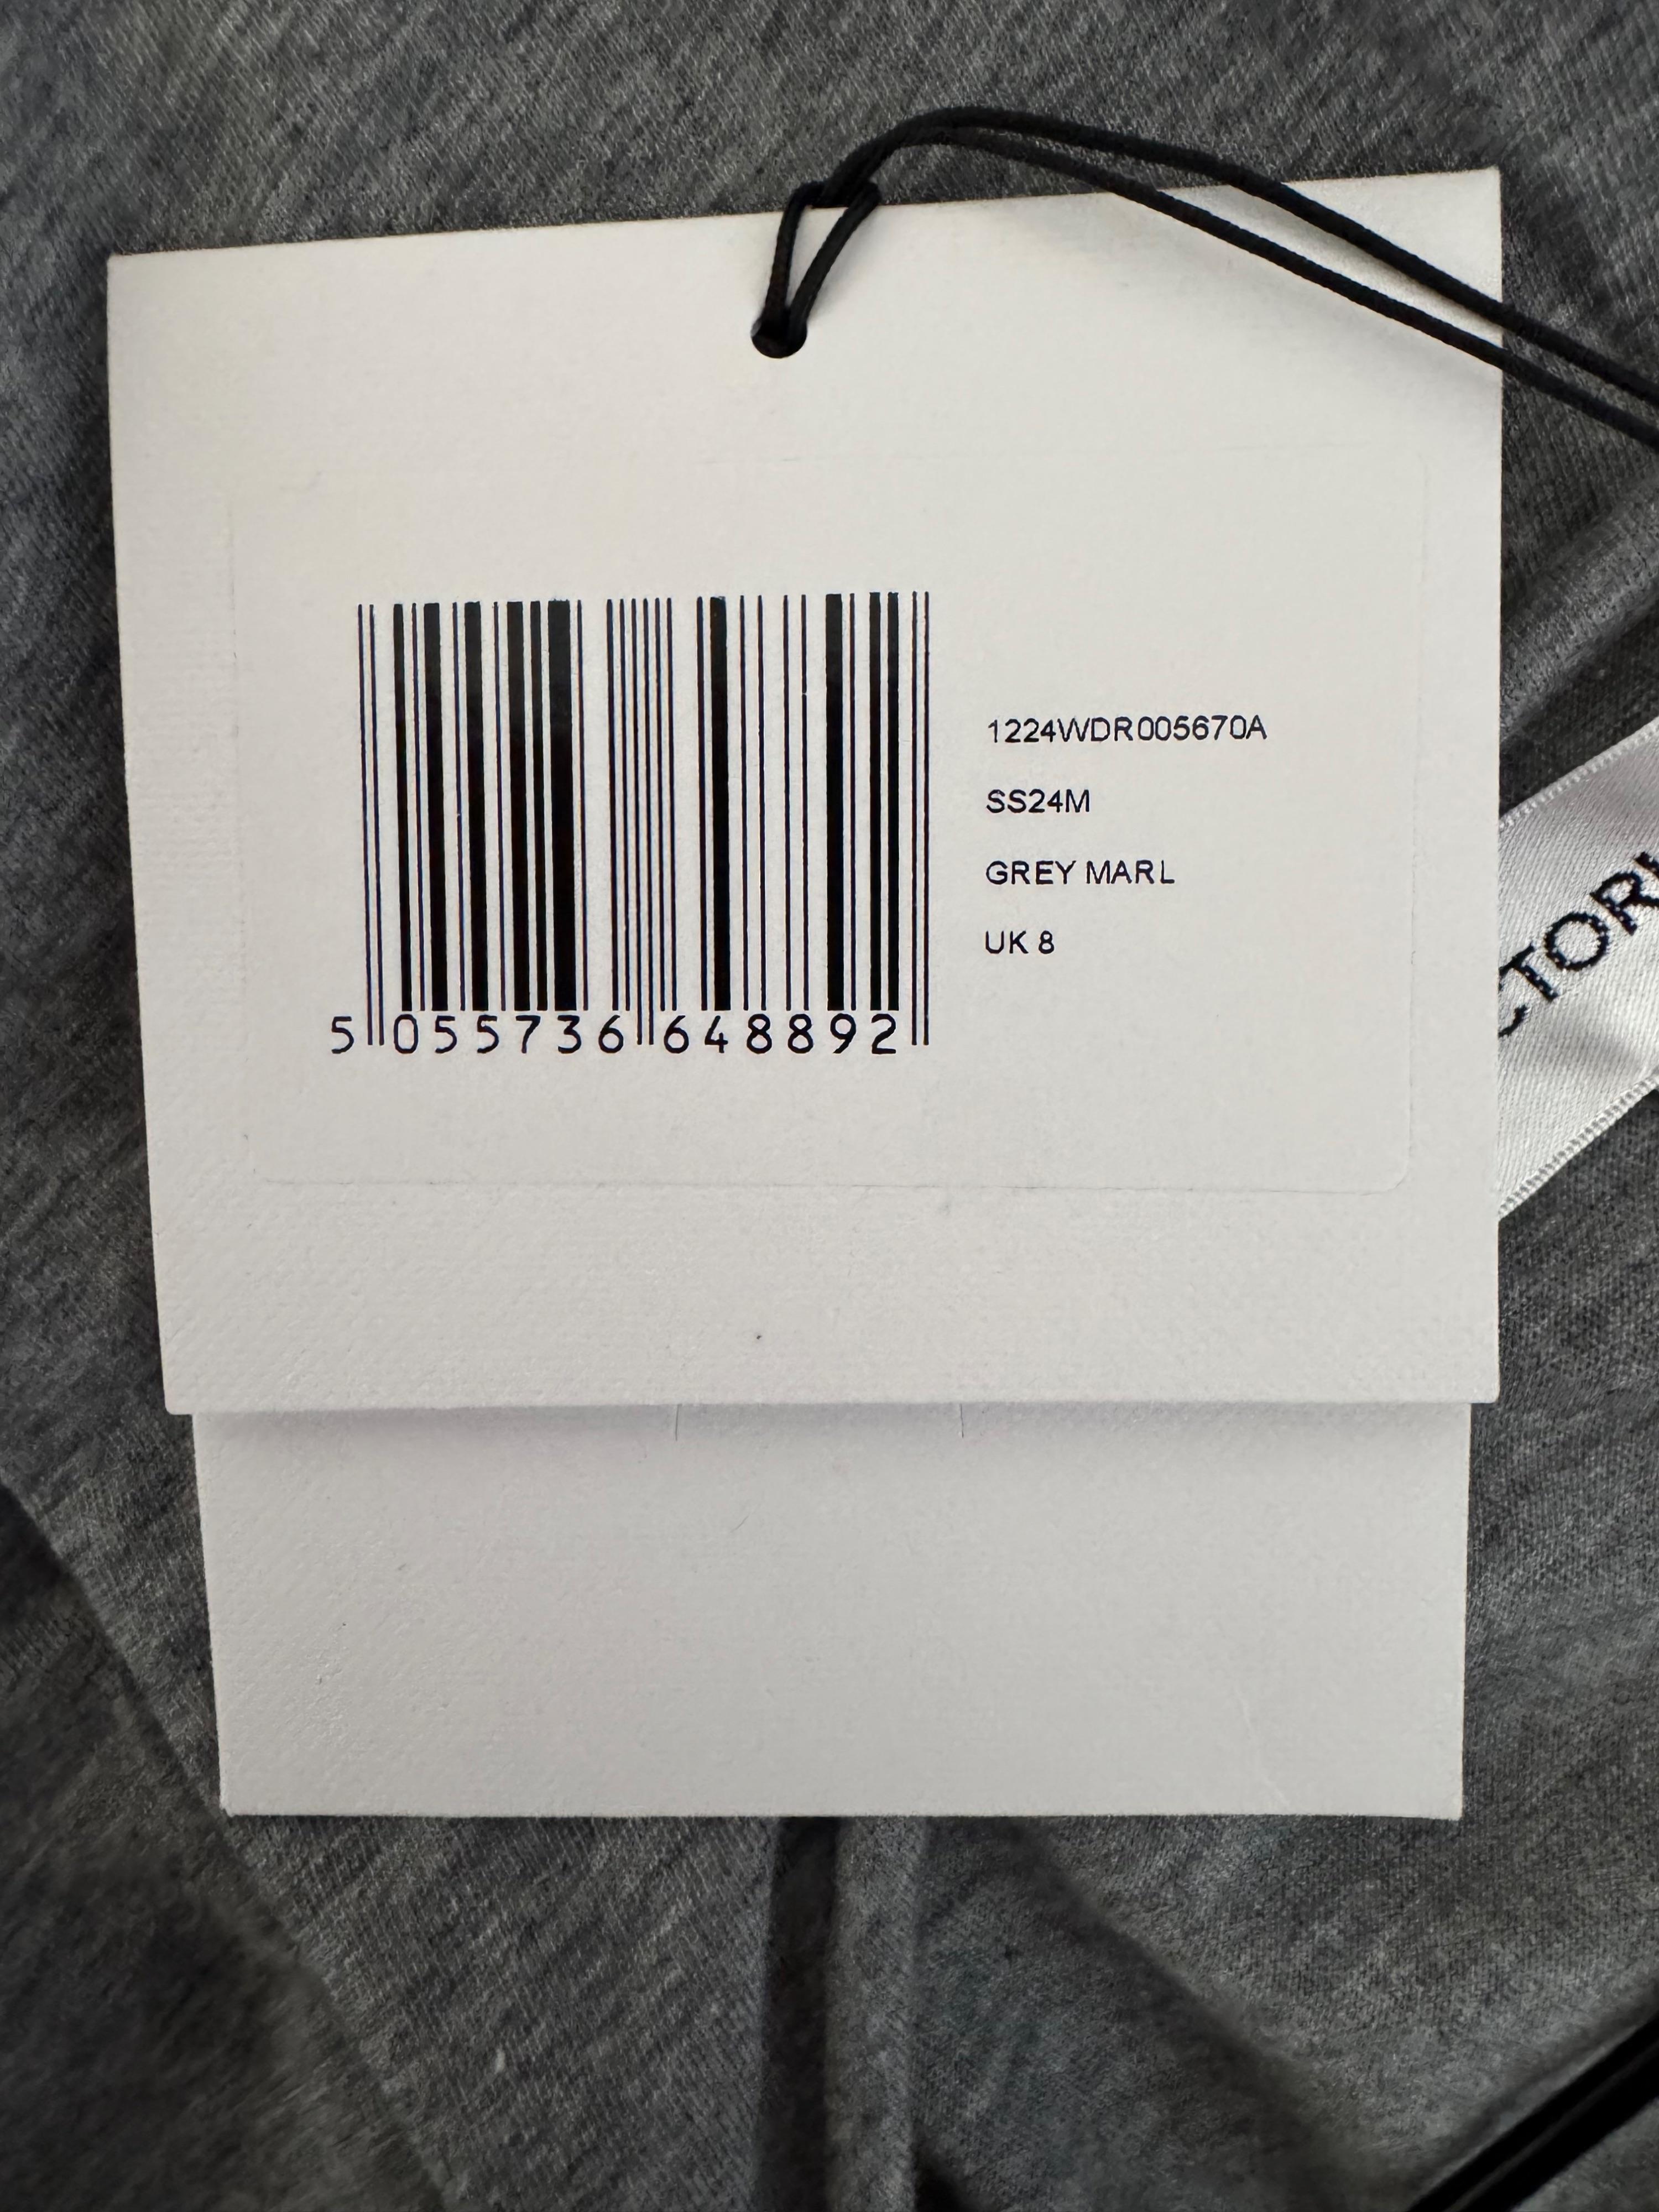 1224WDR005670A
SS24M
GREY MARL
UK 8
5 055736 648892